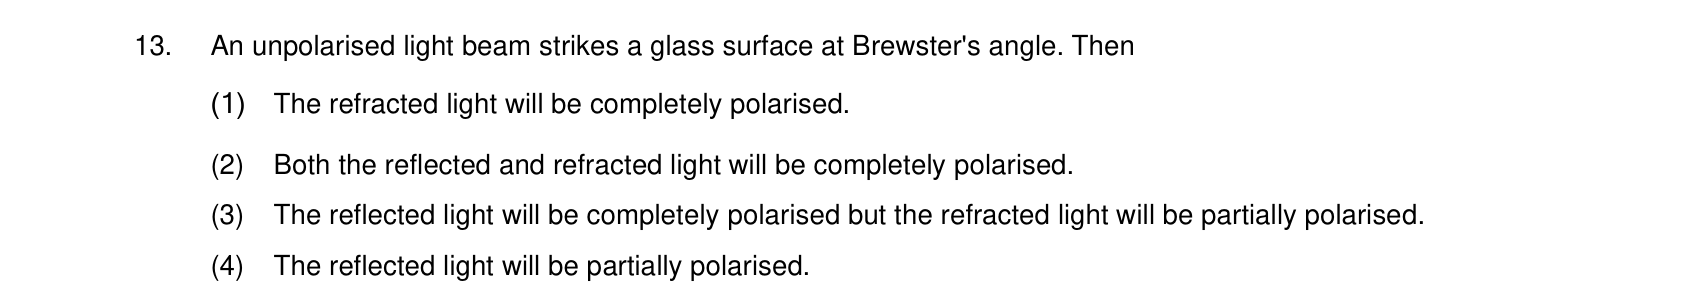 13. An unpolarised light beam strikes a glass surface at Brewster's angle. Then
(1) The refracted light will be completely polarised.
(2) Both the reflected and refracted light will be completely polarised.
(3) The reflected light will be completely polarised but the refracted light will be partially polarised.
(4) The reflected light will be partially polarised.